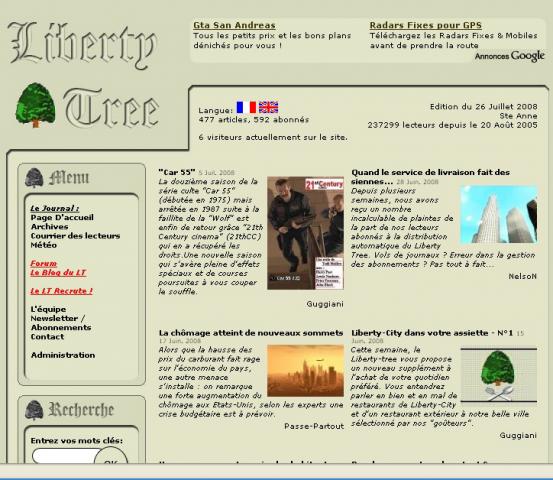 Liberty
Tree
Gta San Andreas
Tous les petits prix et les bons plans
dénichés pour vous !
Radars Fixes pour GPS
Téléchargez les Radars Fixes & Mobiles
avant de prendre la route
Annonces Google
Langue:
477 articles, 592 abonnés
6 visiteurs actuellement sur le site.
Edition du 26 Juillet 2008
Ste Anne
237299 lecteurs depuis le 20 Août 2005
Menu
Le Journal :
Page D'accueil
Archives
Courrier des lecteurs
Météo
Forum
Le Blog du LT
Le LT Recrute !
L'équipe
Newsletter /
Abonnements
Contact
Administration
Recherche
Entrez vos mots clés:
OK
"Car 55" 5 Juil. 2008
La douzième saison de la
série culte "Car 55"
(débutée en 1975) mais
arrêtée en 1987 suite à la
faillite de la "Wolf" est
enfin de retour grâce "21th
Century cinema" (21thCC)
qui en a récupéré les
droits.Une nouvelle saison
qui s'avère pleine d'effets
spéciaux et de courses
poursuites à vous couper
le souffle.
21st Century
Guggiani
Quand le service de livraison fait des
siennes... 28 Juin. 2008
Depuis plusieurs
semaines, nous avons
reçu un nombre
incalculable de plaintes de
la part de nos lecteurs
abonnés à la distribution
automatique du Liberty
Tree. Vols de journaux ? Erreur dans la gestion
des abonnements ? Pas tout à fait...
NelsoN
La chômage atteint de nouveaux sommets
17 Juin. 2008
Alors que la hausse des
prix du carburant fait rage
sur l'économie du pays,
une autre menace
s'installe : on remarque
une forte augmentation du
chômage aux Etats-Unis, selon les experts une
crise budgétaire est à prévoir.
Passe-Partout
Liberty-City dans votre assiette - N°1 15
Juin. 2008
Cette semaine, le
Liberty-tree vous propose
un nouveau supplément à
l'achat de votre quotidien
préféré. Vous entendrez
parler en bien et en mal de
restaurants de Liberty-City
et d'un restaurant extérieur à notre belle ville
sélectionné par nos "goûteurs".
Guggiani